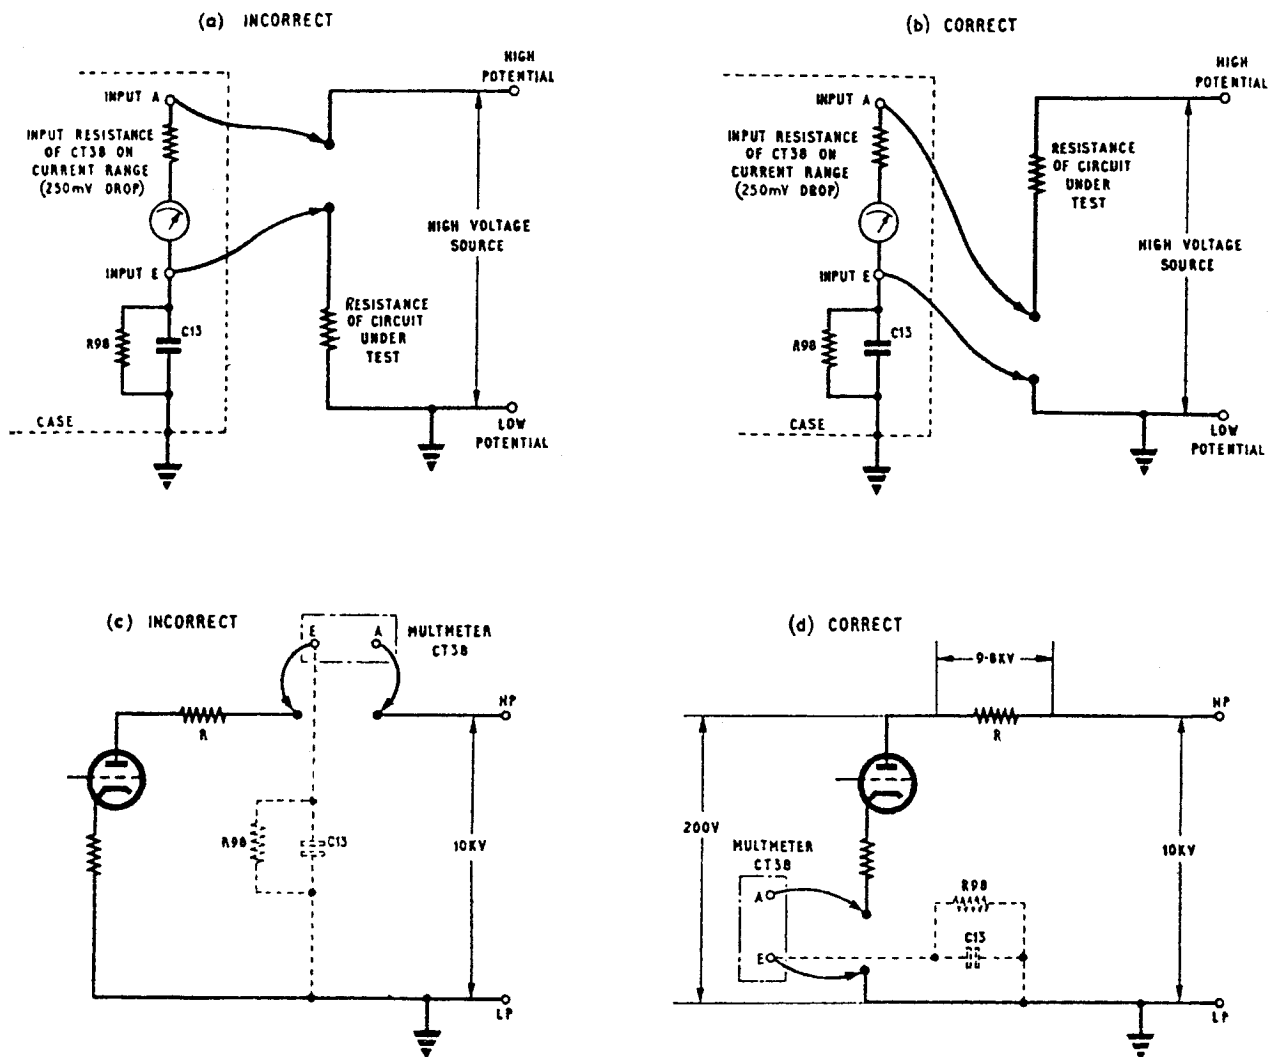 (a) INCORRECT
HIGH
POTENTIAL
INPUT A
INPUT RESISTANCE
OF CT38 ON
CURRENT RANGE
(250mV DROP)
HIGH VOLTAGE
SOURCE
INPUT E
RESISTANCE
OF CIRCUIT
UNDER
TEST
R98
C13
CASE
LOW
POTENTIAL
(b) CORRECT
HIGH
POTENTIAL
INPUT A
INPUT RESISTANCE
OF CT38 ON
CURRENT RANGE
(250mV DROP)
RESISTANCE
OF CIRCUIT
UNDER
TEST
HIGH VOLTAGE
SOURCE
INPUT E
R98
C13
CASE
LOW
POTENTIAL
(c) INCORRECT
E
A
MULTMETER
CT38
HP
R
R98
C13
10KV
LP
(d) CORRECT
9·8KV
HP
R
200V
MULTMETER
CT38
A
E
R98
C13
10KV
LP